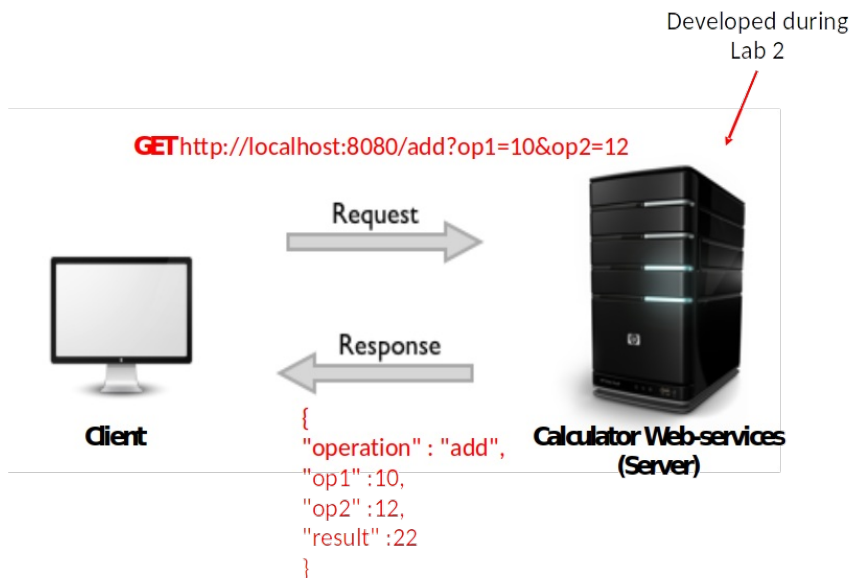 Developed during
Lab 2
GET http://localhost:8080/add?op1=10&op2=12
Request
Response
Client
{
"operation" : "add",
"op1" :10,
"op2" :12,
"result" :22
}
Calculator Web-services
(Server)
hp